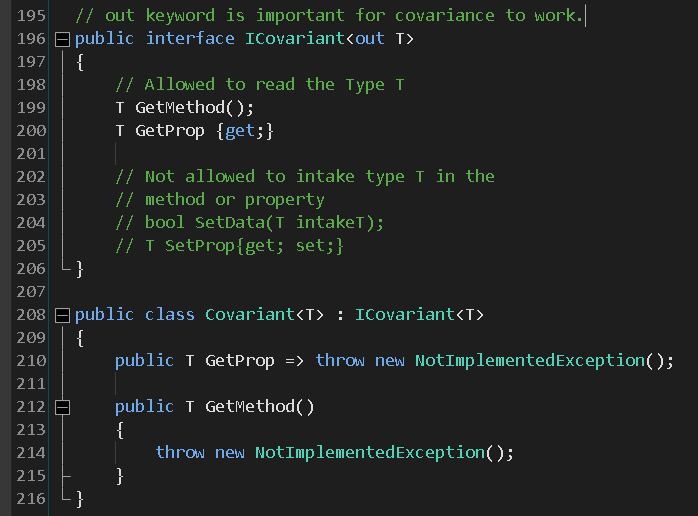 195 // out keyword is important for covariance to work.
196 public interface ICovariant<out T>
197 {
198     // Allowed to read the Type T
199     T GetMethod();
200     T GetProp {get;}
201
202     // Not allowed to intake type T in the
203     // method or property
204     // bool SetData(T intakeT);
205     // T SetProp{get; set;}
206 }
207
208 public class Covariant<T> : ICovariant<T>
209 {
210     public T GetProp => throw new NotImplementedException();
211
212     public T GetMethod()
213     {
214         throw new NotImplementedException();
215     }
216 }